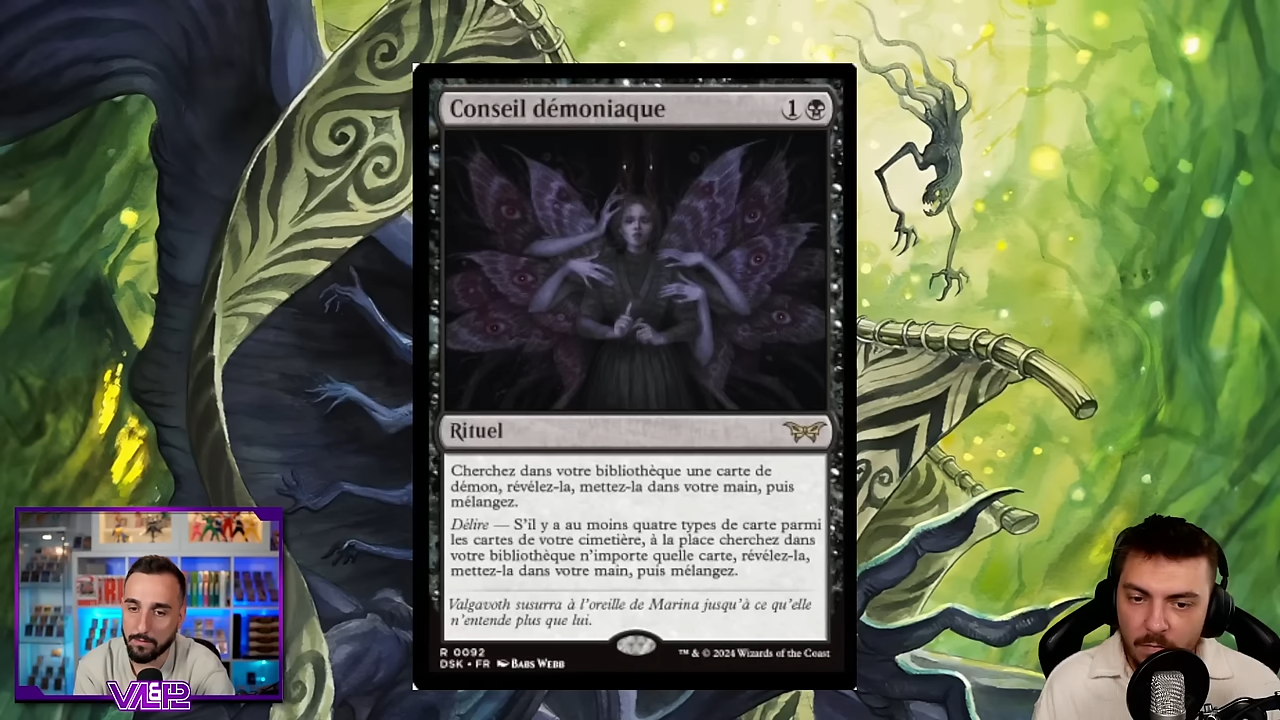 Conseil démoniaque 1
Rituel
Cherchez dans votre bibliothèque une carte de
démon, révélez-la, mettez-la dans votre main, puis
mélangez.
Délire — S'il y a au moins quatre types de carte parmi
les cartes de votre cimetière, à la place cherchez dans
votre bibliothèque n'importe quelle carte, révélez-la,
mettez-la dans votre main, puis mélangez.
Valgavoth susurra à l'oreille de Marina jusqu'à ce qu'elle
n'entende plus que lui.
R 0092
DSK • FR Babs Webb
™ & © 2024 Wizards of the Coast